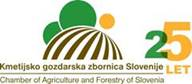 25
LET
Kmetijsko gozdarska zbornica Slovenije
Chamber of Agriculture and Forestry of Slovenia